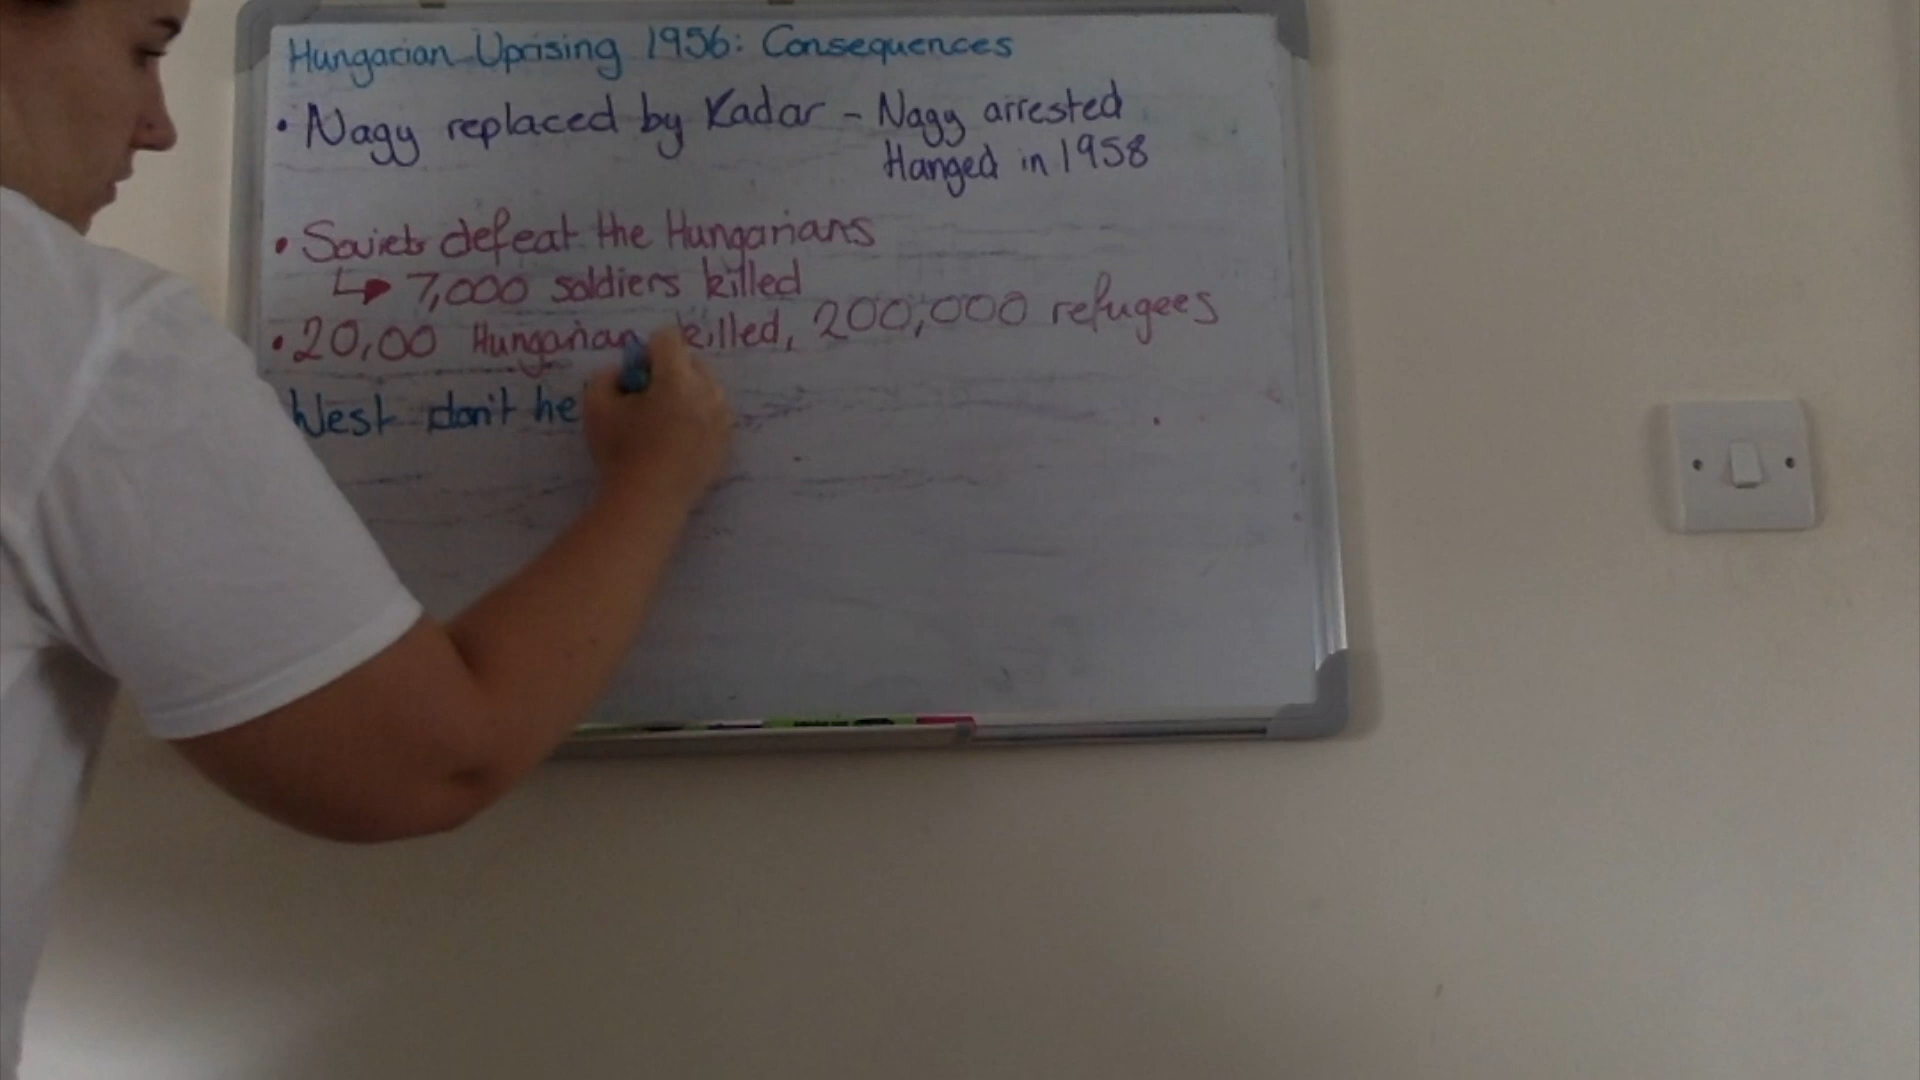 Hungarian Uprising 1956: Consequences
• Nagy replaced by Kadar - Nagy arrested
Hanged in 1958
• Soviets defeat the Hungarians
↳ 7,000 soldiers killed
• 20,00 Hungarian killed, 200,000 refugees
West don't he